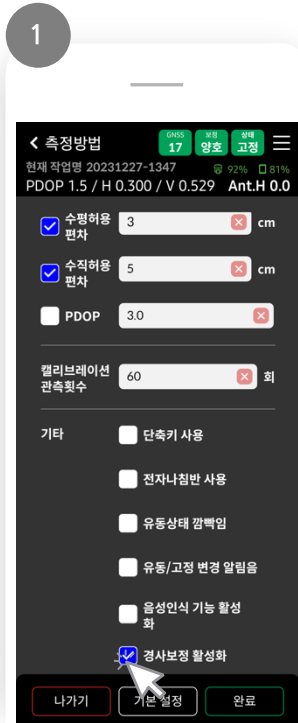 1
측정방법
GNSS 17 보정 양호 상태 고정
현재 작업명 20231227-1347 92% 81%
PDOP 1.5 / H 0.300 / V 0.529 Ant.H 0.0
수평허용
편차
3 cm
수직허용
편차
5 cm
PDOP 3.0
캘리브레이션
관측횟수
60 회
기타
단축키 사용
전자나침반 사용
유동상태 깜빡임
유동/고정 변경 알림음
음성인식 기능 활성
화
경사보정 활성화
나가기 기본 설정 완료